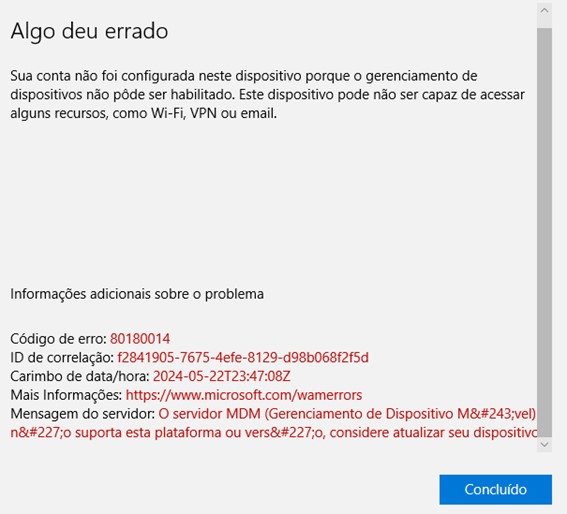 Algo deu errado
Sua conta não foi configurada neste dispositivo porque o gerenciamento de
dispositivos não pôde ser habilitado. Este dispositivo pode não ser capaz de acessar
alguns recursos, como Wi-Fi, VPN ou email.
Informações adicionais sobre o problema
Código de erro: 80180014
ID de correlação: f2841905-7675-4efe-8129-d98b068f2f5d
Carimbo de data/hora: 2024-05-22T23:47:08Z
Mais Informações: https://www.microsoft.com/wamerrors
Mensagem do servidor: O servidor MDM (Gerenciamento de Dispositivo M&#243;vel)
n&#227;o suporta esta plataforma ou vers&#227;o, considere atualizar seu dispositivo
Concluído